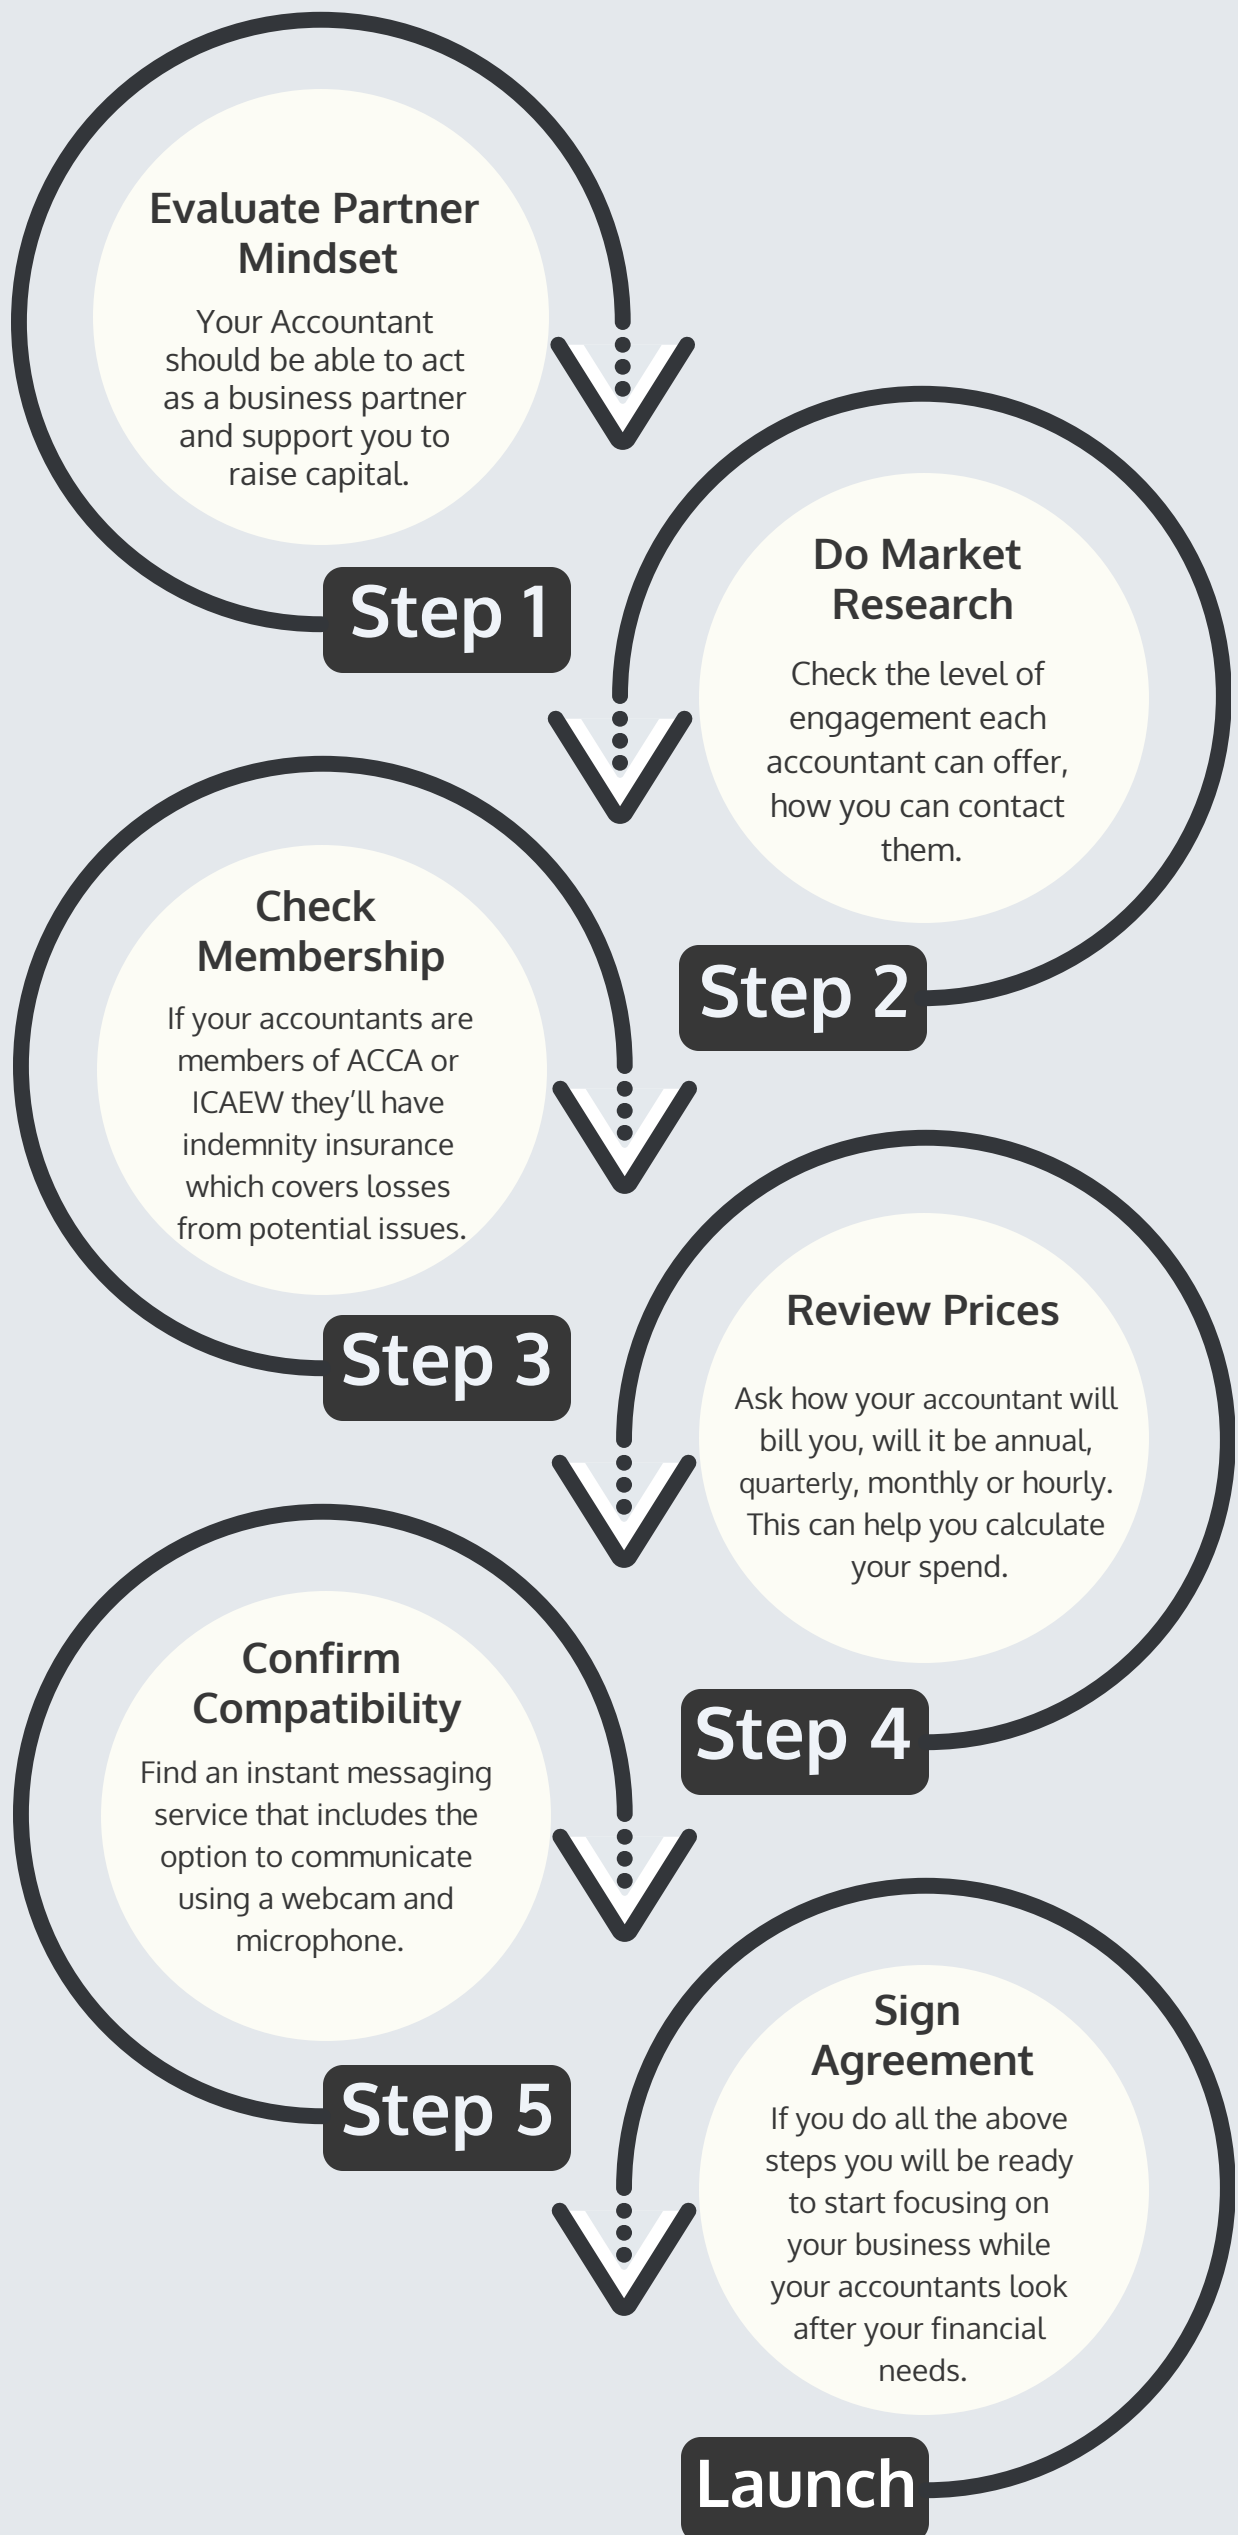 Evaluate Partner
Mindset
Your Accountant
should be able to act
as a business partner
and support you to
raise capital.
Step 1
Do Market
Research
Check the level of
engagement each
accountant can offer,
how you can contact
them.
Step 2
Check
Membership
If your accountants are
members of ACCA or
ICAEW they’ll have
indemnity insurance
which covers losses
from potential issues.
Step 3
Review Prices
Ask how your accountant will
bill you, will it be annual,
quarterly, monthly or hourly.
This can help you calculate
your spend.
Step 4
Confirm
Compatibility
Find an instant messaging
service that includes the
option to communicate
using a webcam and
microphone.
Step 5
Sign
Agreement
If you do all the above
steps you will be ready
to start focusing on
your business while
your accountants look
after your financial
needs.
Launch